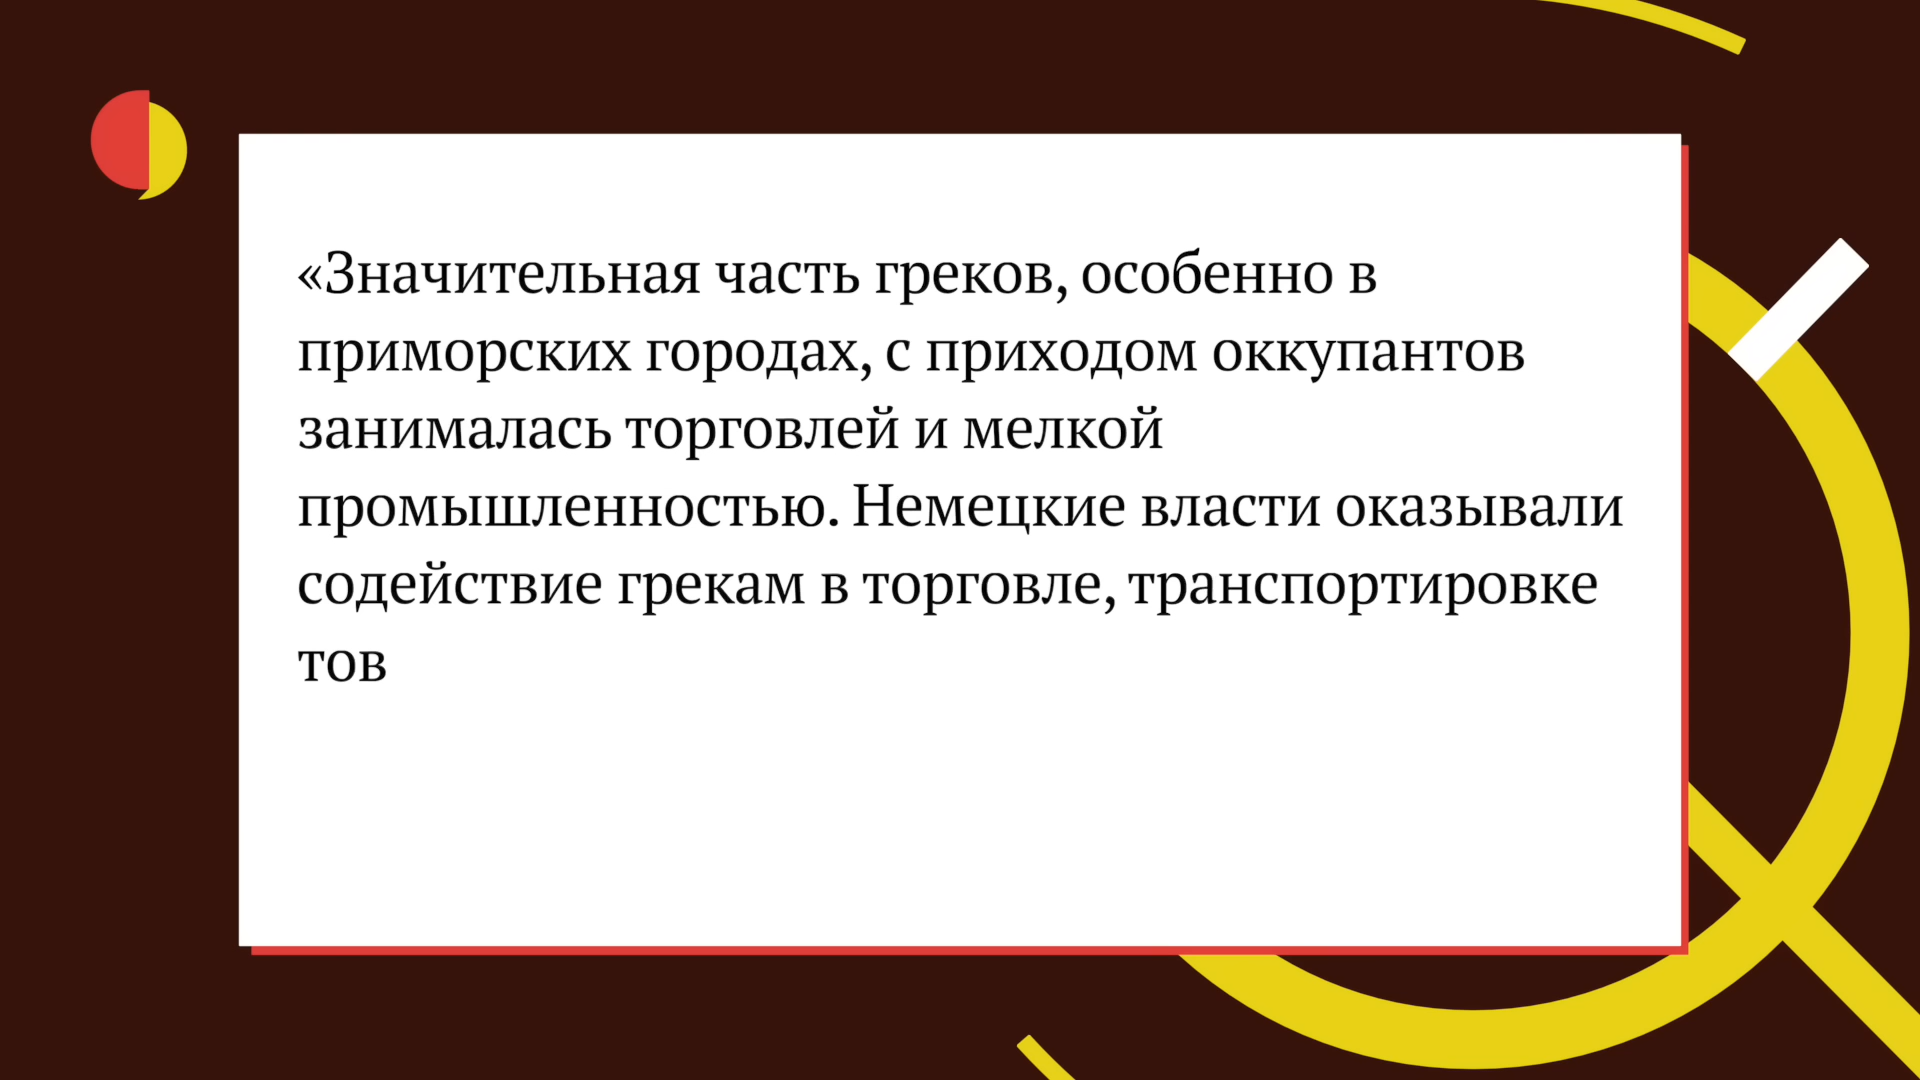 «Значительная часть греков, особенно в
приморских городах, с приходом оккупантов
занималась торговлей и мелкой
промышленностью. Немецкие власти оказывали
содействие грекам в торговле, транспортировке
тов